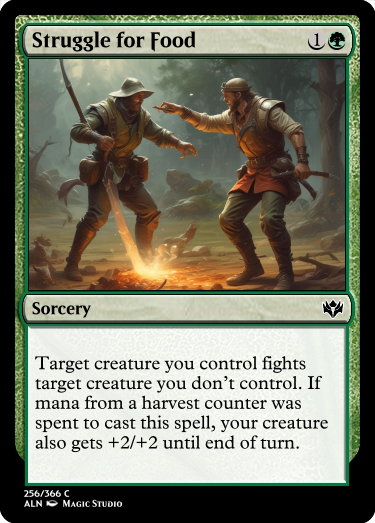 Struggle for Food 1
Sorcery
Target creature you control fights
target creature you don't control. If
mana from a harvest counter was
spent to cast this spell, your creature
also gets +2/+2 until end of turn.
256/366 C
ALN Magic Studio